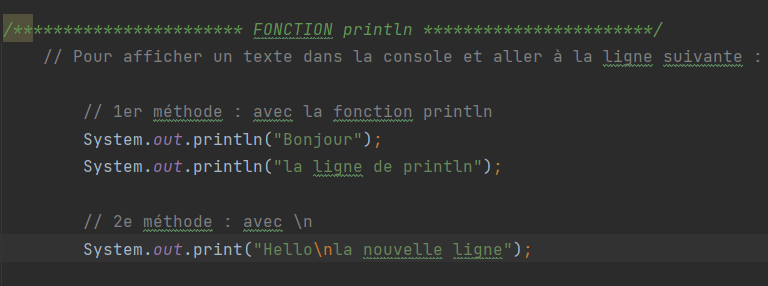 /*********************** FONCTION println ***********************/
// Pour afficher un texte dans la console et aller à la ligne suivante :
// 1er méthode : avec la fonction println
System.out.println("Bonjour");
System.out.println("la ligne de println");
// 2e méthode : avec \n
System.out.print("Hello\nla nouvelle ligne");